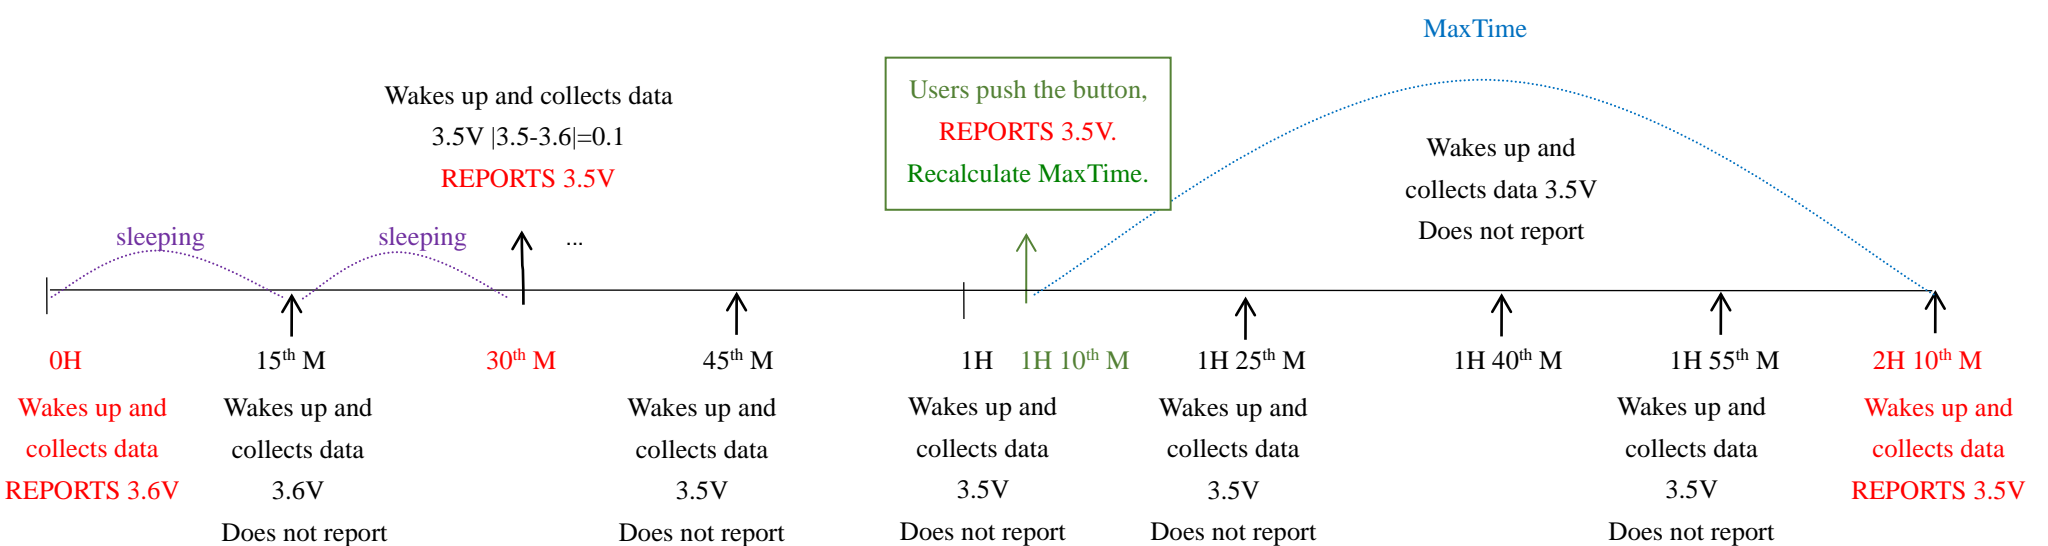 MaxTime
Wakes up and collects data
3.5V |3.5-3.6|=0.1
REPORTS 3.5V
Users push the button,
REPORTS 3.5V.
Recalculate MaxTime.
Wakes up and
collects data 3.5V
Does not report
sleeping
sleeping
...
0H
15th M
30th M
45th M
1H
1H 10th M
1H 25th M
1H 40th M
1H 55th M
2H 10th M
Wakes up and
collects data
REPORTS 3.6V
Wakes up and
collects data
3.6V
Does not report
Wakes up and
collects data
3.5V
Does not report
Wakes up and
collects data
3.5V
Does not report
Wakes up and
collects data
3.5V
Does not report
Wakes up and
collects data
3.5V
Does not report
Wakes up and
collects data
REPORTS 3.5V